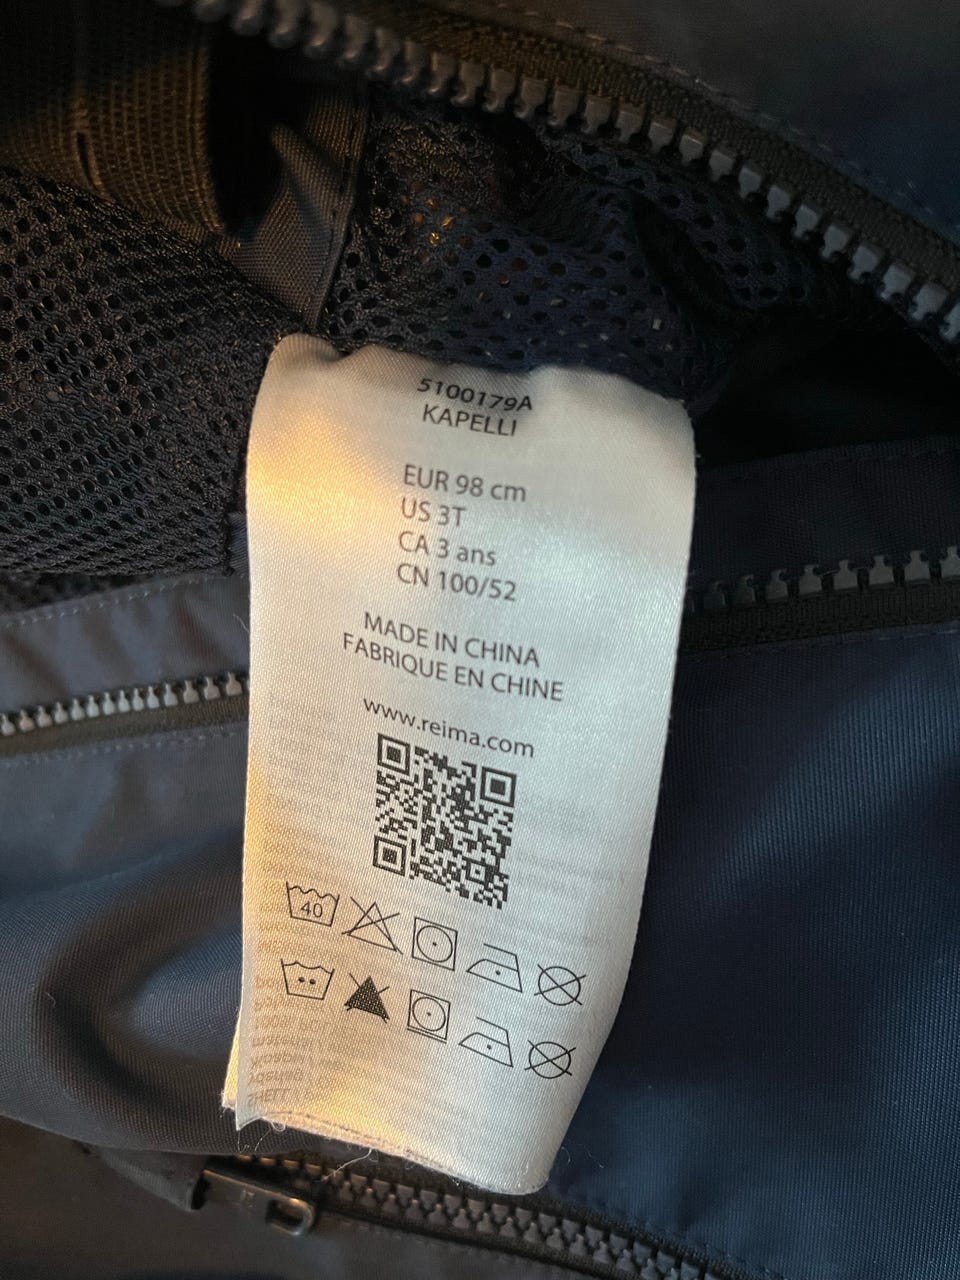 5100179A
KAPELLI
EUR 98 cm
US 3T
CA 3 ans
CN 100/52
MADE IN CHINA
FABRIQUE EN CHINE
www.reima.com
40